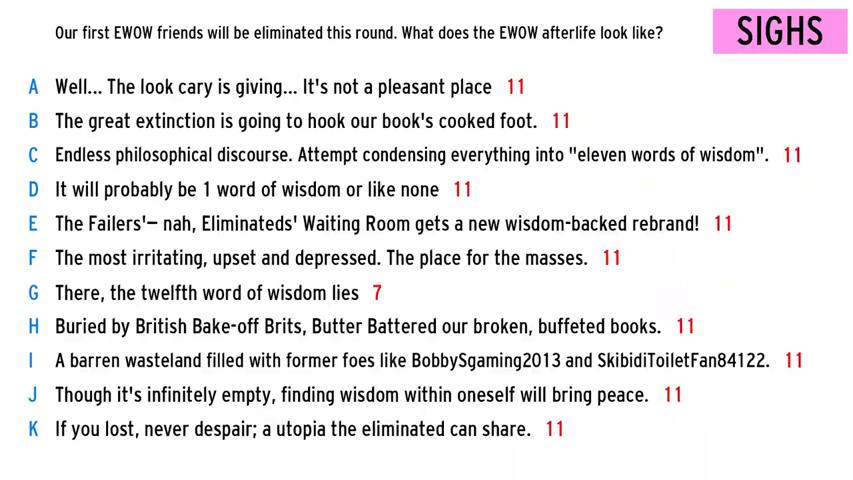 Our first EWOW friends will be eliminated this round. What does the EWOW afterlife look like?
SIGHS
A Well... The look cary is giving... It's not a pleasant place 11
B The great extinction is going to hook our book's cooked foot. 11
C Endless philosophical discourse. Attempt condensing everything into "eleven words of wisdom". 11
D It will probably be 1 word of wisdom or like none 11
E The Failers'– nah, Eliminateds' Waiting Room gets a new wisdom-backed rebrand! 11
F The most irritating, upset and depressed. The place for the masses. 11
G There, the twelfth word of wisdom lies 7
H Buried by British Bake-off Brits, Butter Battered our broken, buffeted books. 11
I A barren wasteland filled with former foes like BobbySgaming2013 and SkibidiToiletFan84122. 11
J Though it's infinitely empty, finding wisdom within oneself will bring peace. 11
K If you lost, never despair; a utopia the eliminated can share. 11